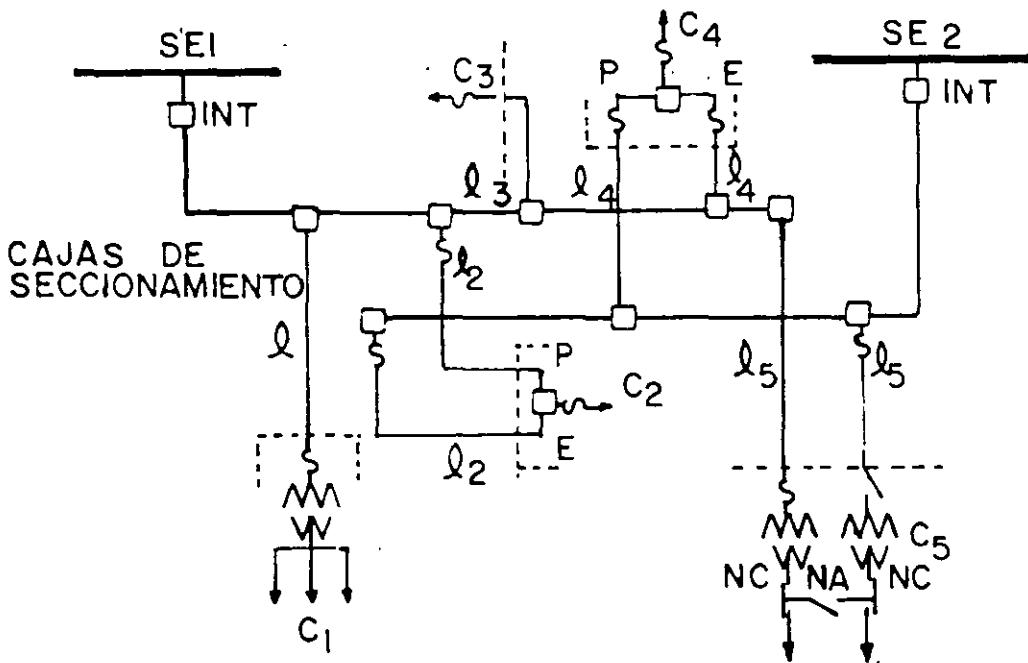 SE1
SE 2
C4
C3
P
E
INT
INT
l3
l4
l4
CAJAS DE
SECCIONAMIENTO
l2
l
l5
l5
P
C2
E
l2
C5
NC
NA
NC
C1